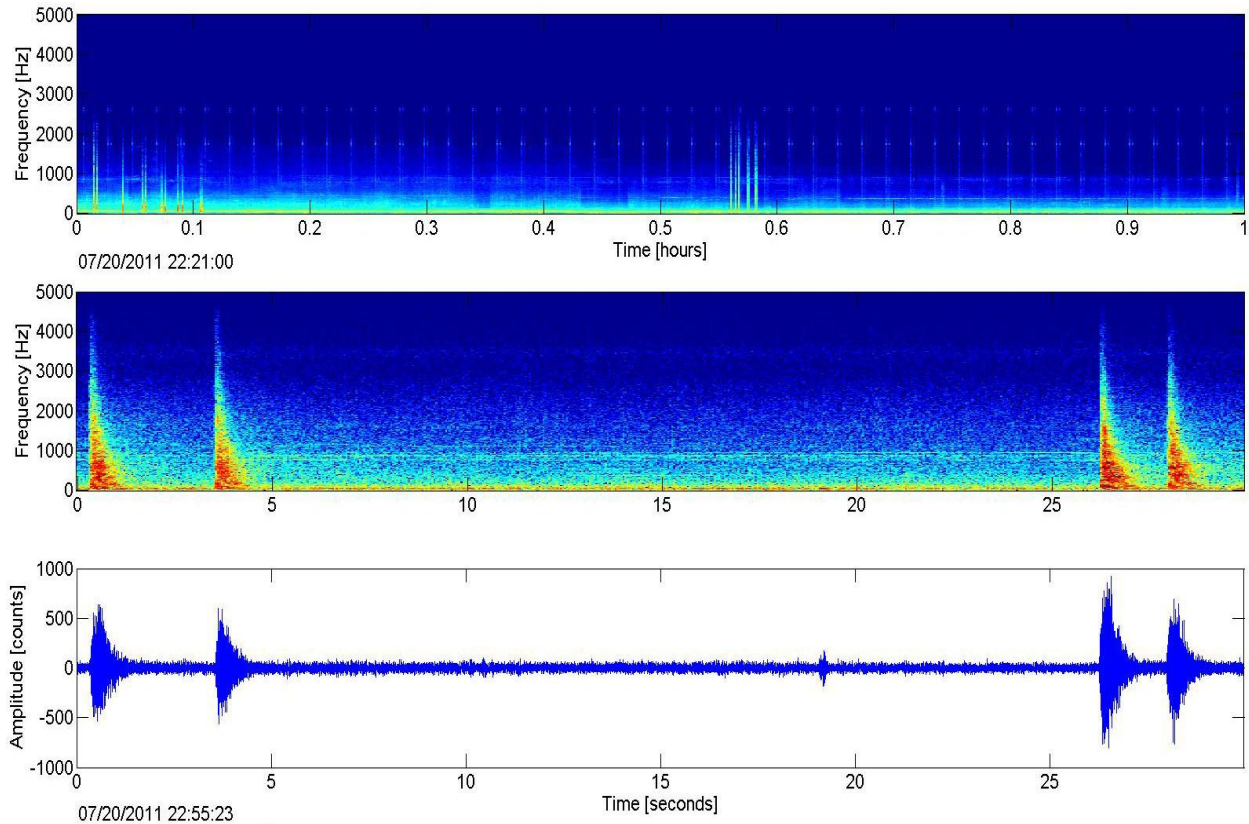 5000
4000
3000
2000
1000
0
Frequency [Hz]
0 0.1 0.2 0.3 0.4 0.5 0.6 0.7 0.8 0.9 1
Time [hours]
07/20/2011 22:21:00
5000
4000
3000
2000
1000
0
Frequency [Hz]
0 5 10 15 20 25
1000
500
0
-500
-1000
Amplitude [counts]
0 5 10 15 20 25
Time [seconds]
07/20/2011 22:55:23